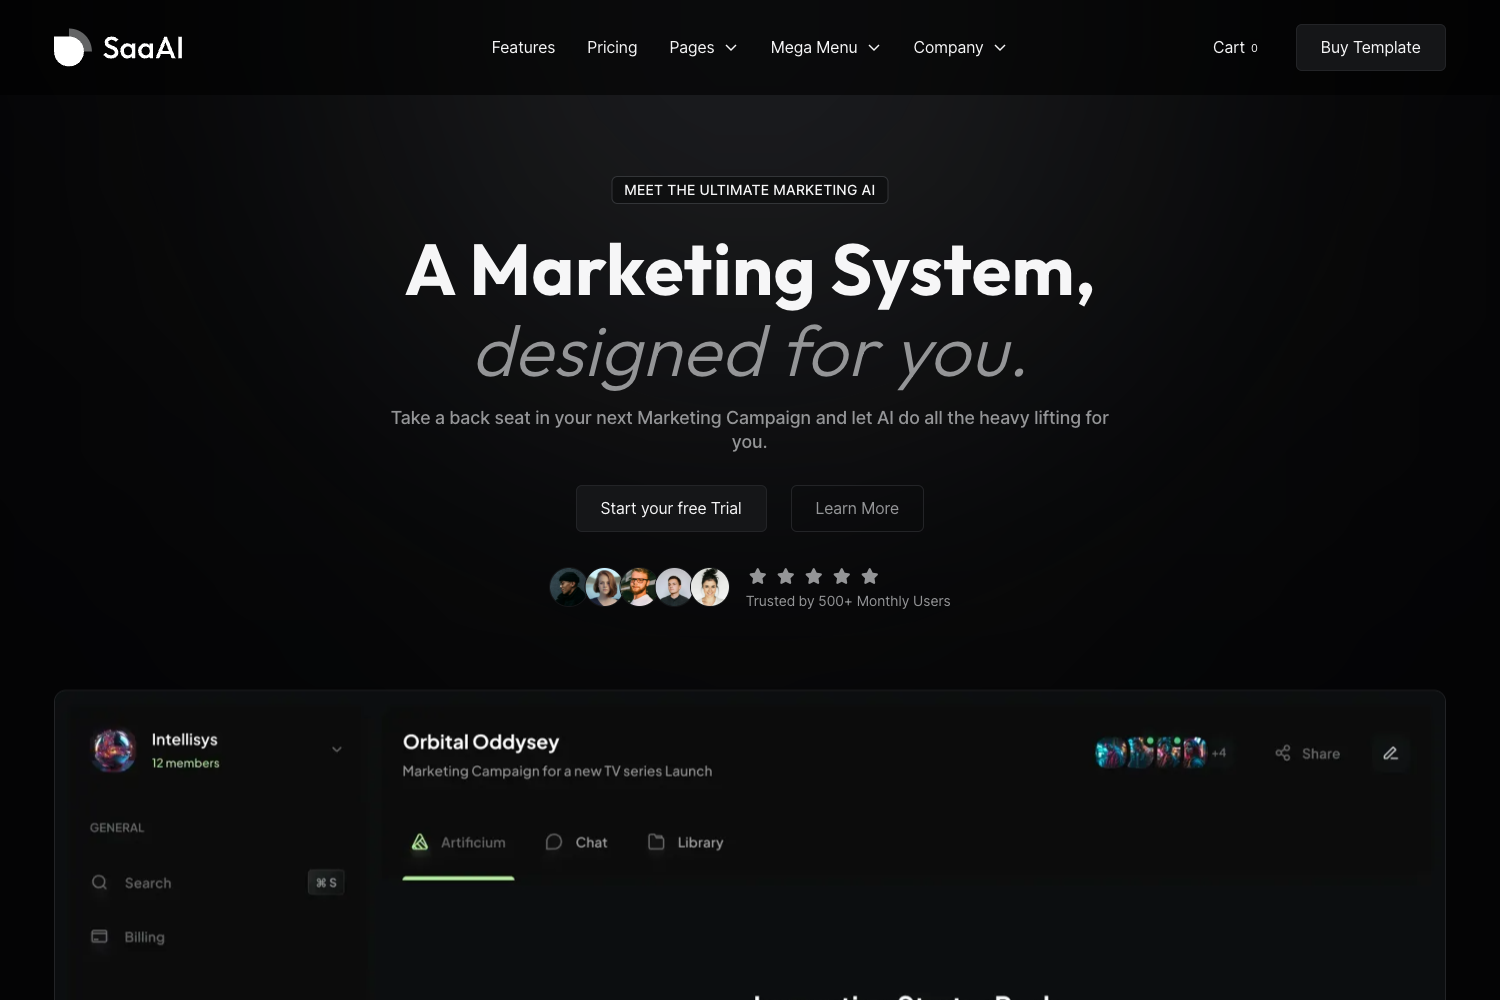 SaaAI
Features
Pricing
Pages
Mega Menu
Company
Cart 0
Buy Template
MEET THE ULTIMATE MARKETING AI
A Marketing System,
designed for you.
Take a back seat in your next Marketing Campaign and let AI do all the heavy lifting for
you.
Start your free Trial
Learn More
Trusted by 500+ Monthly Users
Intellisys
12 members
Orbital Oddysey
Marketing Campaign for a new TV series Launch
+4
Share
GENERAL
Artificium
Chat
Library
Search
⌘ S
Billing